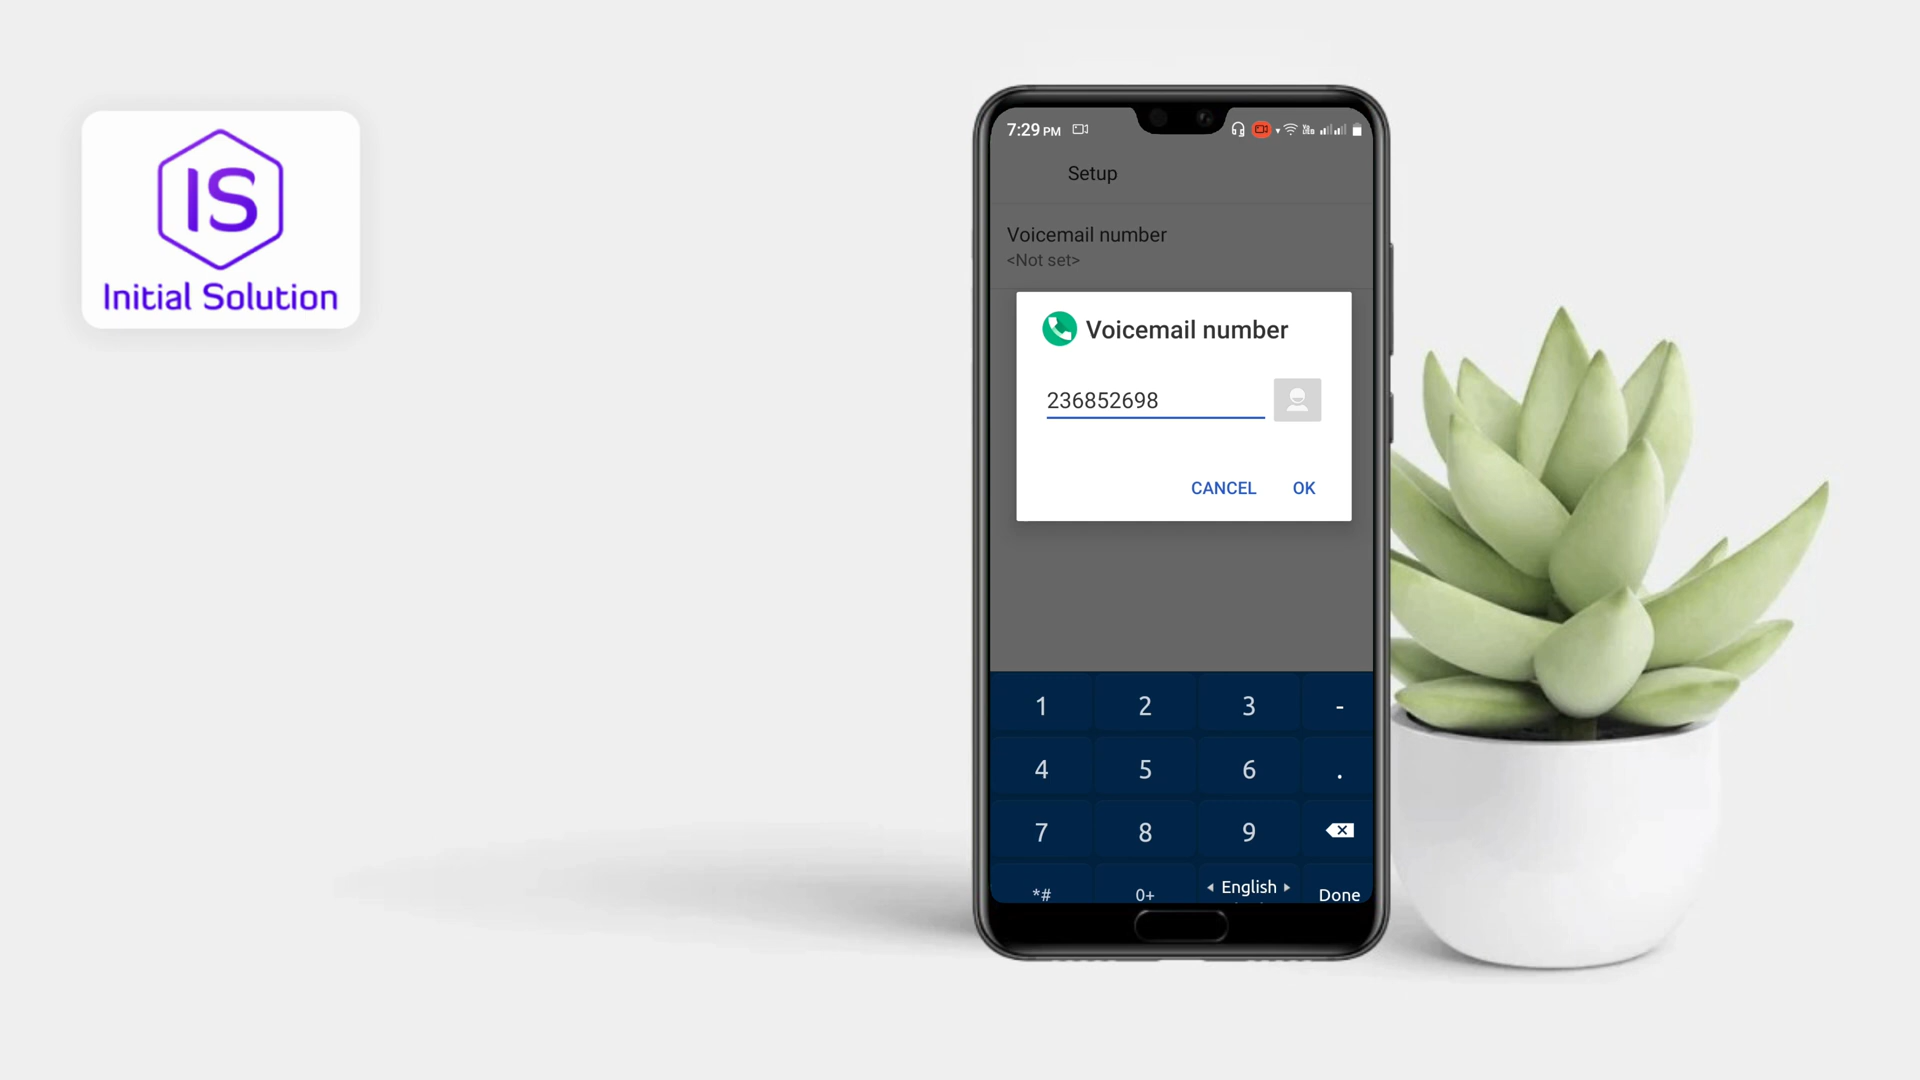 IS
Initial Solution
7:29 PM
Setup
Voicemail number
<Not set>
Voicemail number
236852698
CANCEL OK
1 2 3 -
4 5 6 .
7 8 9
*# 0+ English Done